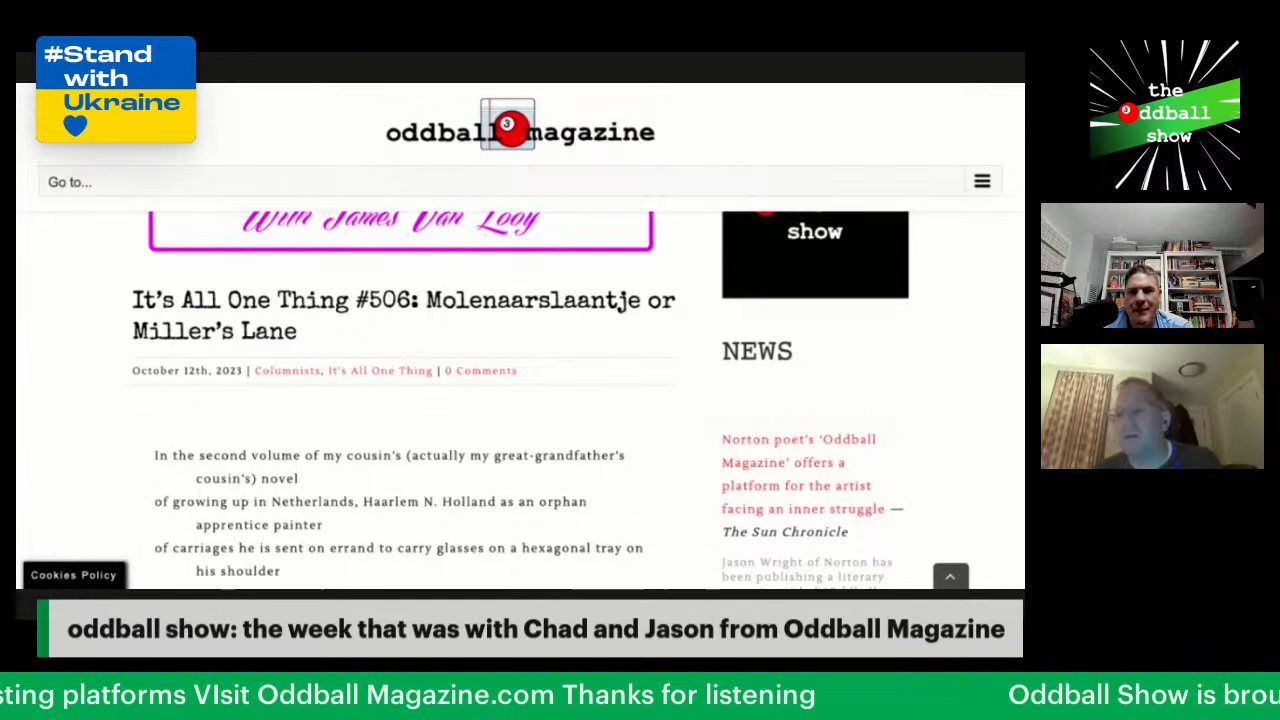 #Stand
with
Ukraine
oddball magazine
3
Go to...
With James Van Looy
It's All One Thing #506: Molenaarslaantje or
Miller's Lane
October 12th, 2023 | Columnists, It's All One Thing | 0 Comments
In the second volume of my cousin's (actually my great-grandfather's
cousin's) novel
of growing up in Netherlands, Haarlem N. Holland as an orphan
apprentice painter
of carriages he is sent on errand to carry glasses on a hexagonal tray on
his shoulder
show
NEWS
Norton poet's 'Oddball
Magazine' offers a
platform for the artist
facing an inner struggle —
The Sun Chronicle
Jason Wright of Norton has
been publishing a literary
Cookies Policy
the
3
ddball
show
oddball show: the week that was with Chad and Jason from Oddball Magazine
sting platforms VIsit Oddball Magazine.com Thanks for listening
Oddball Show is brou